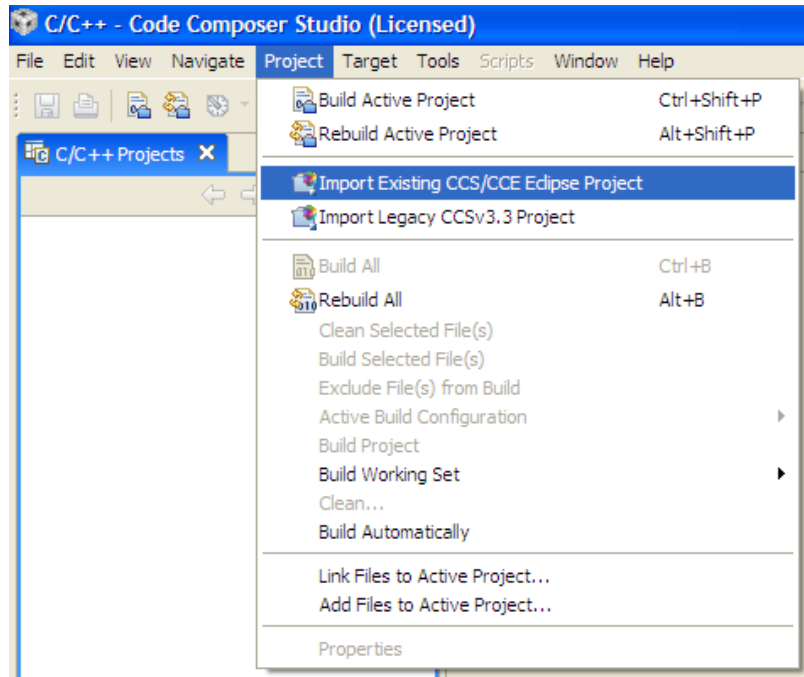 C/C++ - Code Composer Studio (Licensed)
File Edit View Navigate Project Target Tools Scripts Window Help
Build Active Project Ctrl+Shift+P
Rebuild Active Project Alt+Shift+P
C/C++ Projects
Import Existing CCS/CCE Eclipse Project
Import Legacy CCSv3.3 Project
Build All Ctrl+B
Rebuild All Alt+B
Clean Selected File(s)
Build Selected File(s)
Exclude File(s) from Build
Active Build Configuration
Build Project
Build Working Set
Clean...
Build Automatically
Link Files to Active Project...
Add Files to Active Project...
Properties